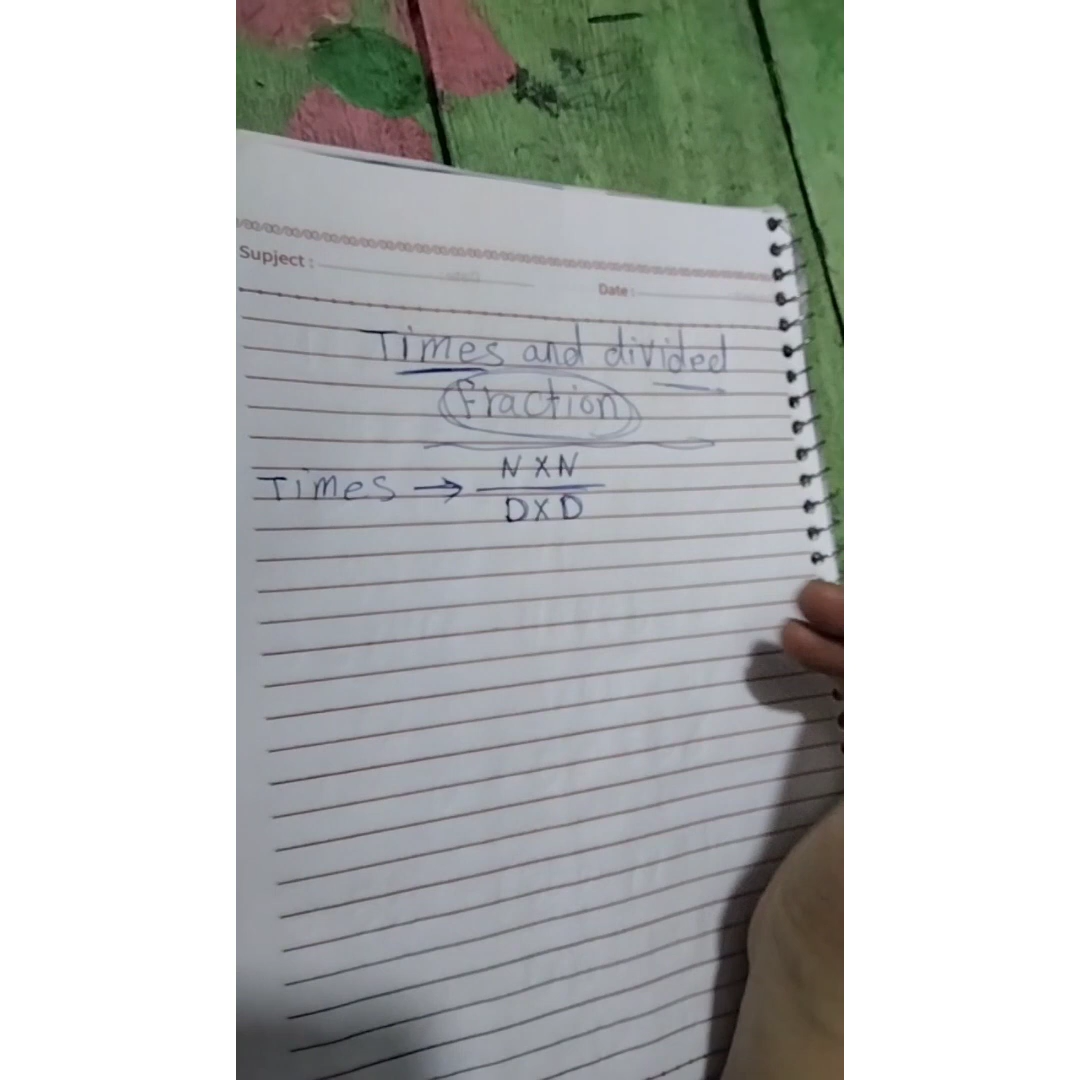 Supject :
Date :
Times and divided
Fraction
Times → N X N
D X D